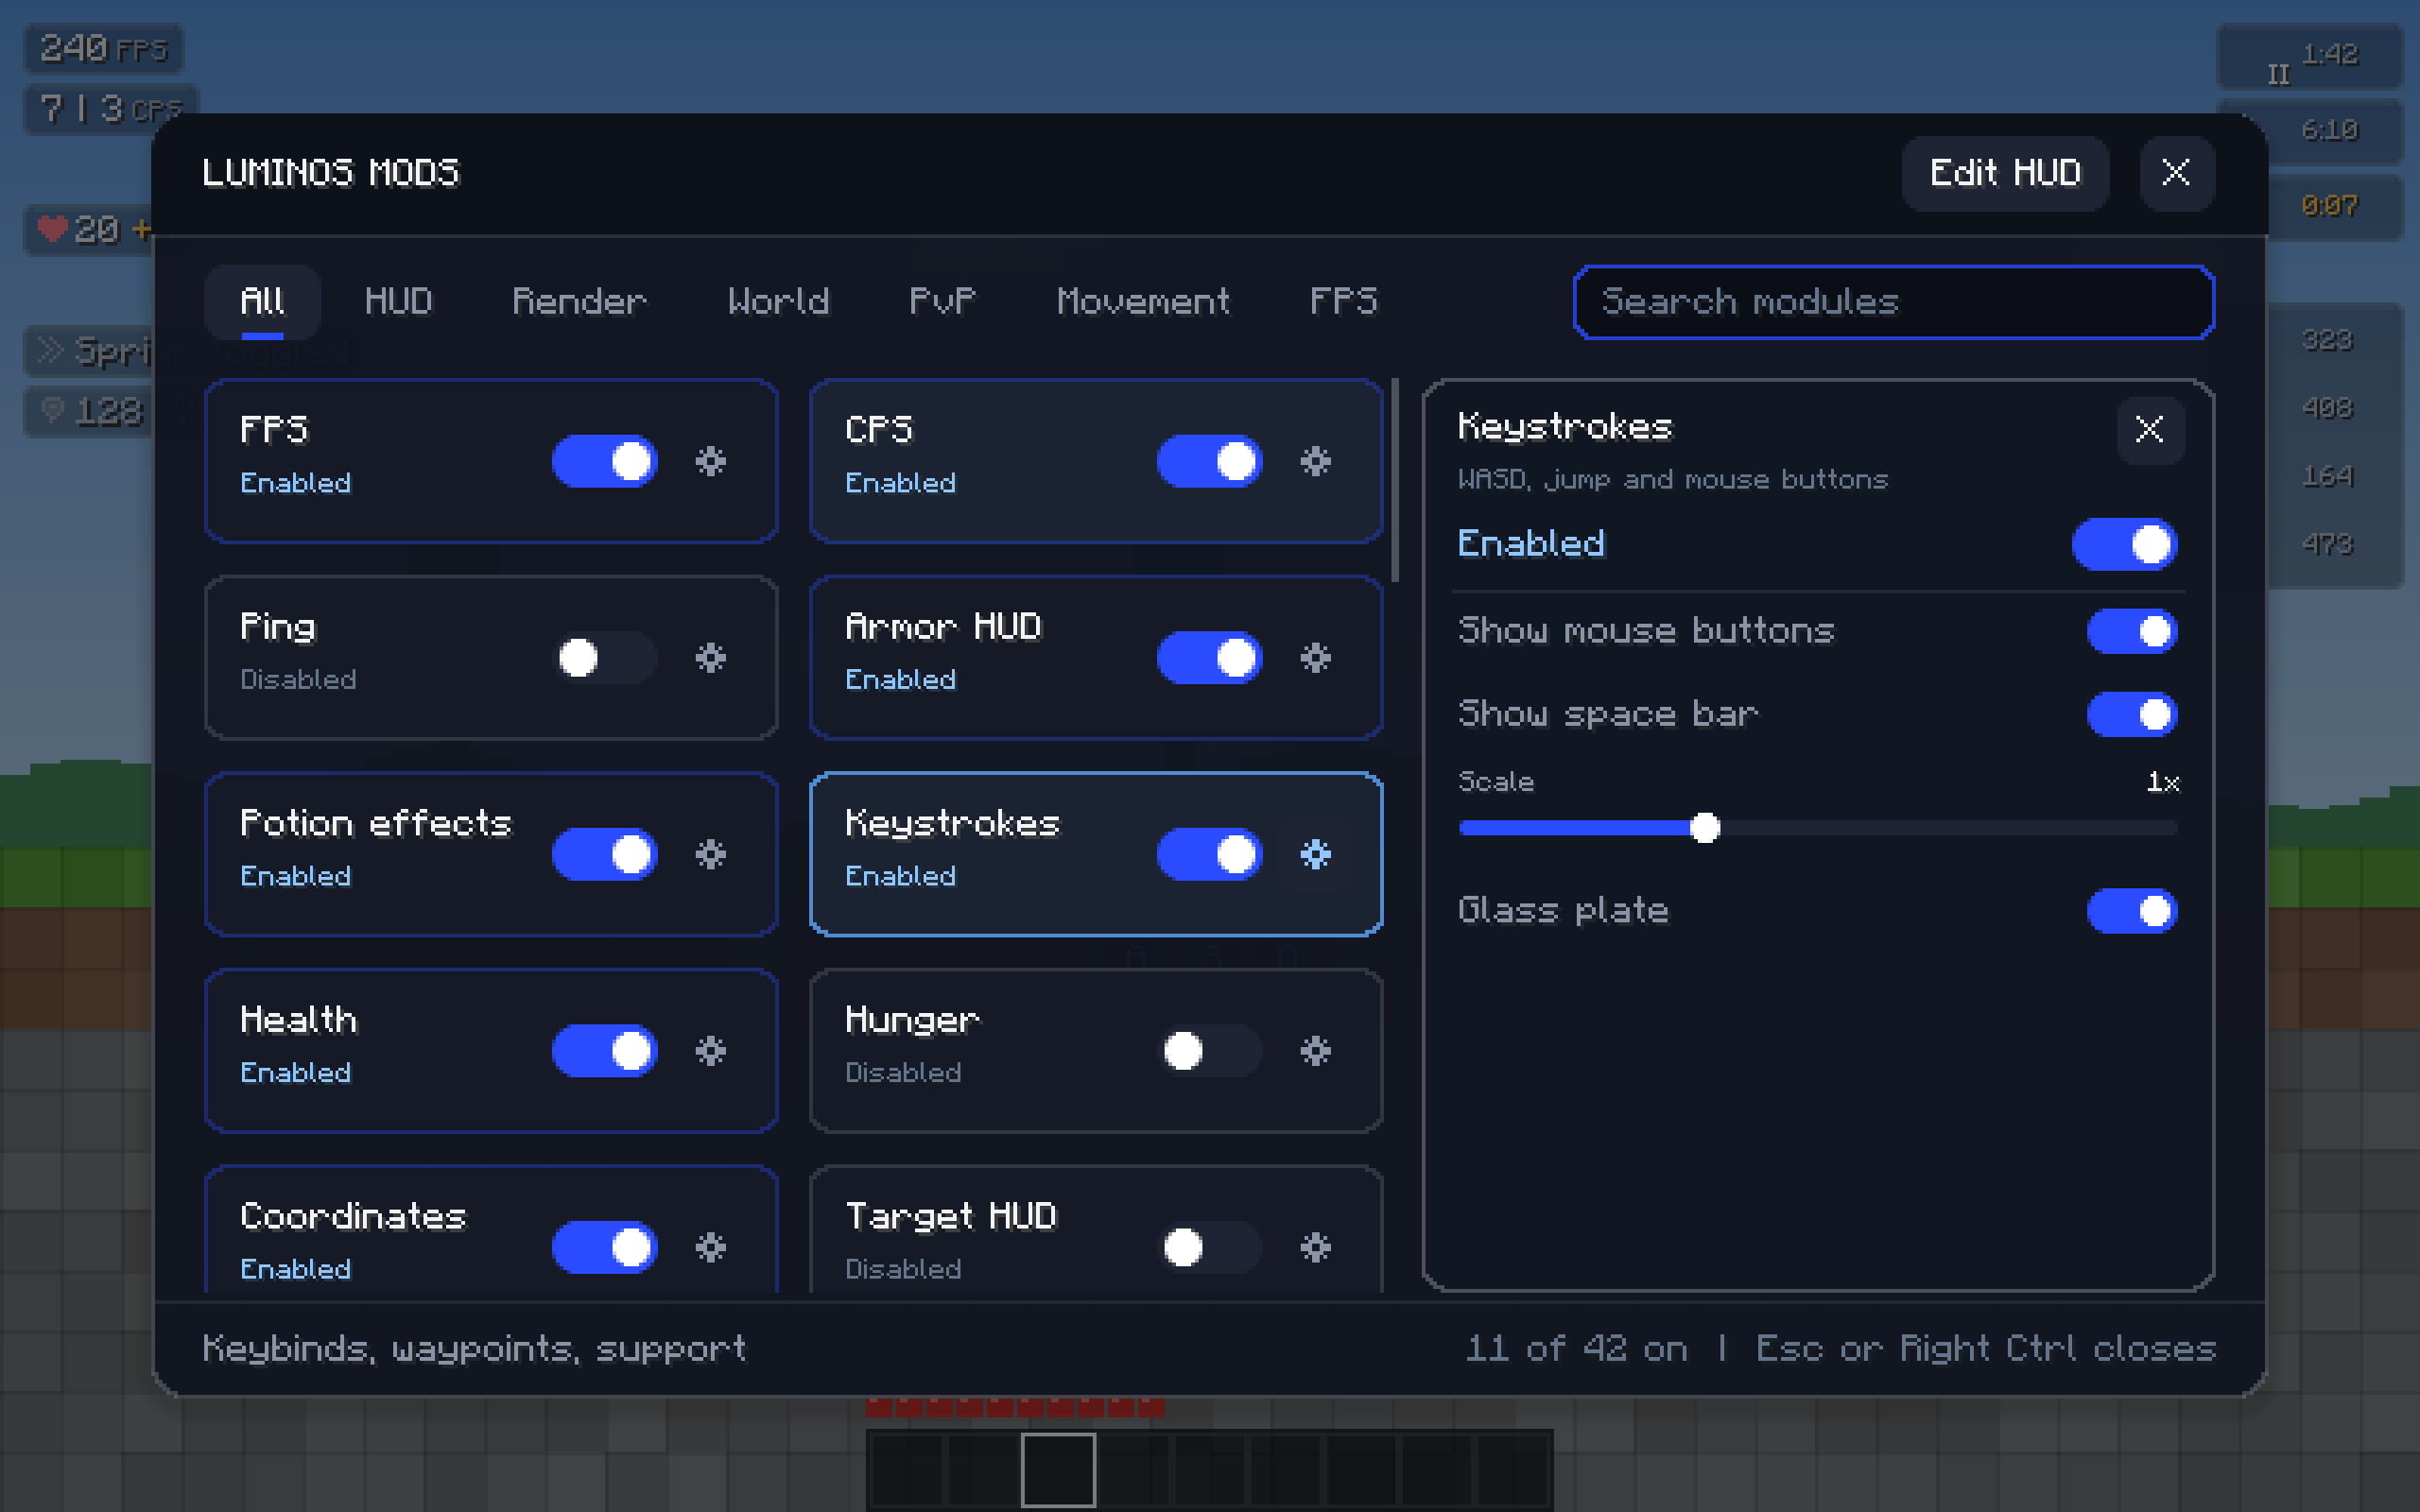 240 FPS
1:42
II
7 | 3 CPS
6:10
LUMINOS MODS
Edit HUD
20 +
0:07
All HUD Render World PvP Movement FPS
Search modules
323
408
164
473
128
FPS
Enabled
CPS
Enabled
Ping
Disabled
Armor HUD
Enabled
Potion effects
Enabled
Keystrokes
Enabled
Health
Enabled
Hunger
Disabled
Coordinates
Enabled
Target HUD
Disabled
Keystrokes
WASD, jump and mouse buttons
Enabled
Show mouse buttons
Show space bar
Scale 1x
Glass plate
A S D
Keybinds, waypoints, support
11 of 42 on | Esc or Right Ctrl closes